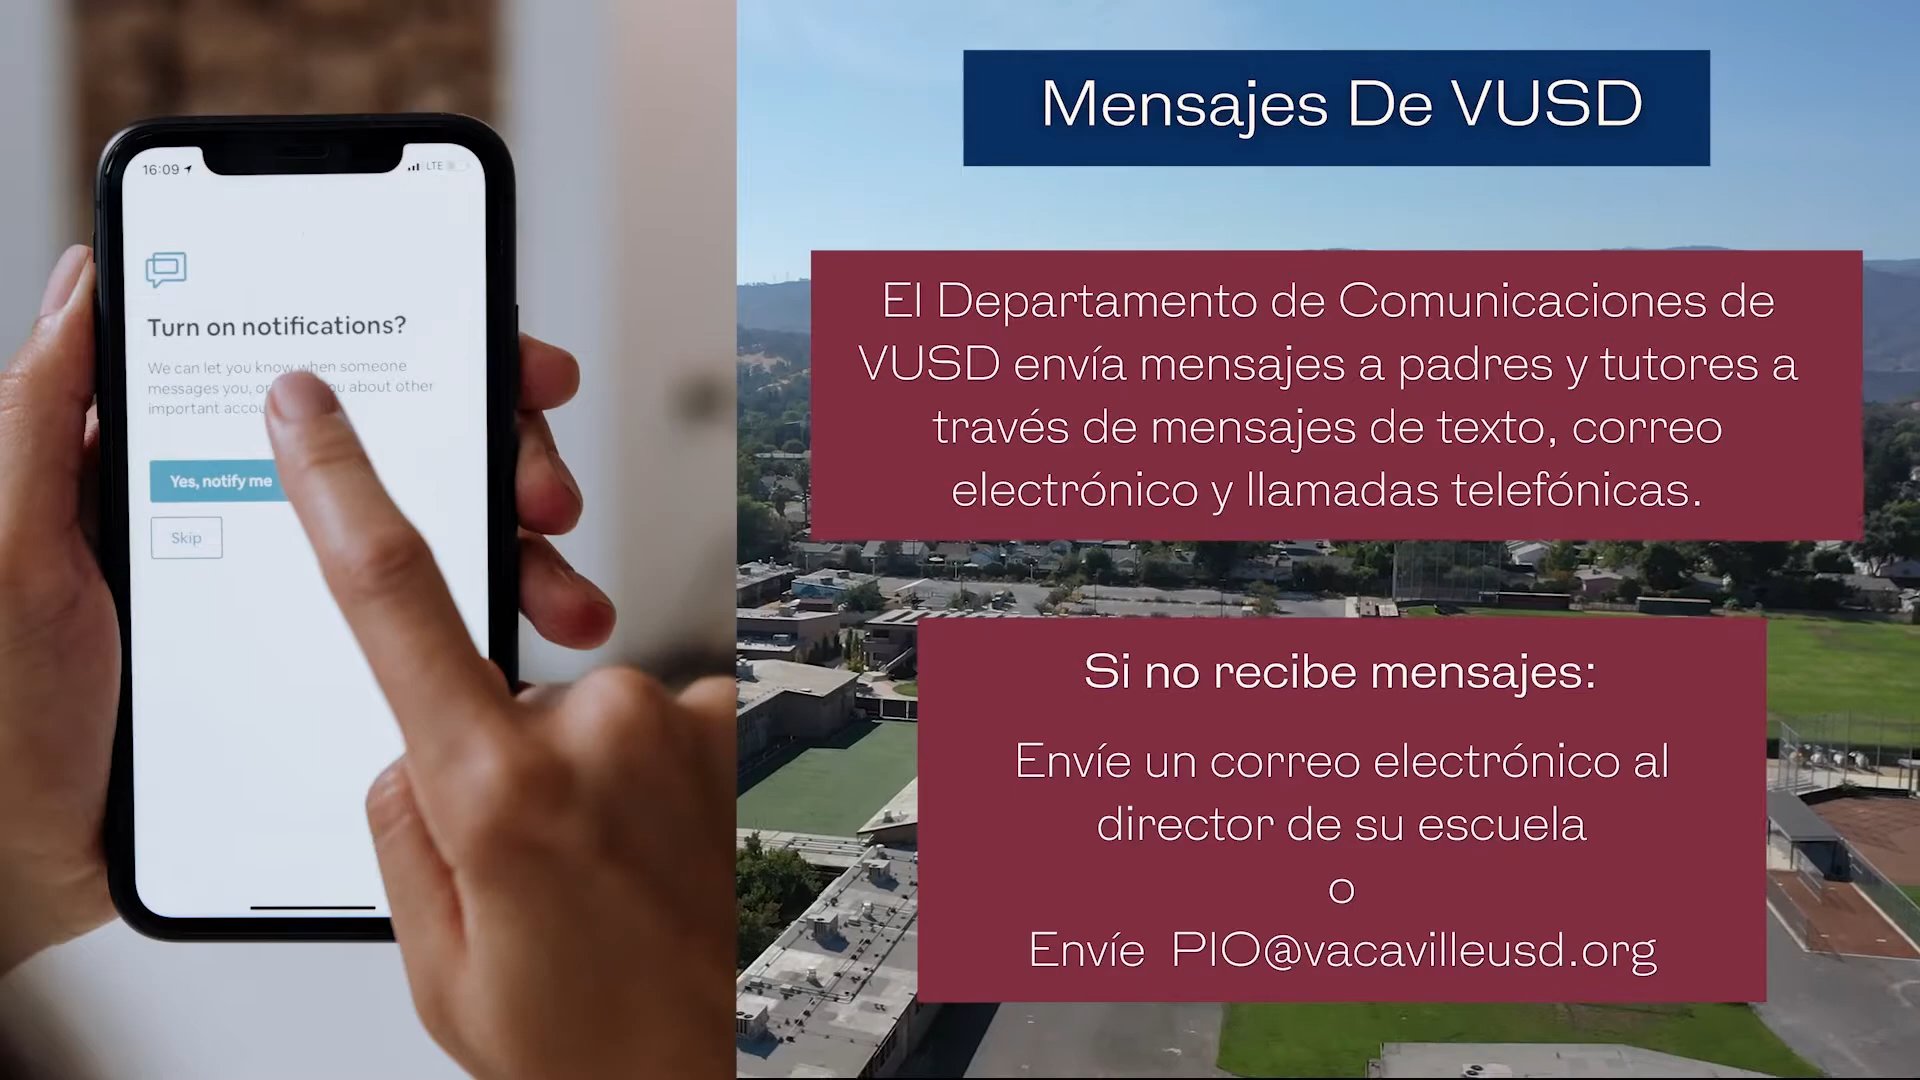 16:09
LTE
Turn on notifications?
We can let you know when someone
messages you, you about other
important
Yes, notify me
Skip
Mensajes De VUSD
El Departamento de Comunicaciones de
VUSD envía mensajes a padres y tutores a
través de mensajes de texto, correo
electrónico y llamadas telefónicas.
Si no recibe mensajes:
Envíe un correo electrónico al
director de su escuela
o
Envíe PIO@vacavilleusd.org